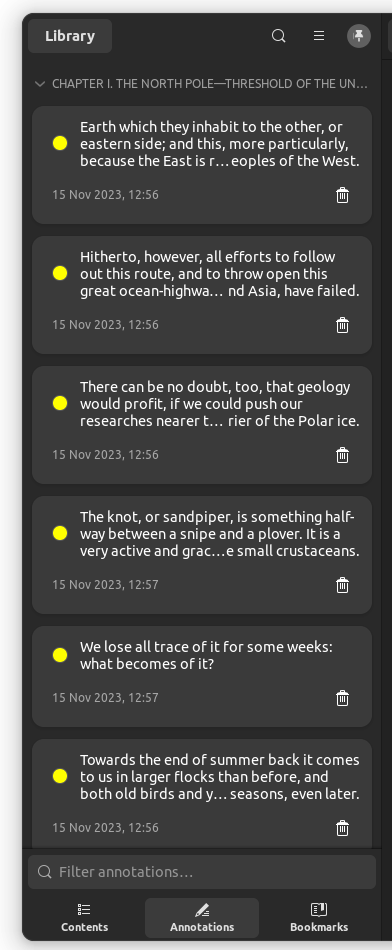 Library
CHAPTER I. THE NORTH POLE—THRESHOLD OF THE UN…
Earth which they inhabit to the other, or
eastern side; and this, more particularly,
because the East is r… eoples of the West.
15 Nov 2023, 12:56
Hitherto, however, all efforts to follow
out this route, and to throw open this
great ocean-highwa… nd Asia, have failed.
15 Nov 2023, 12:56
There can be no doubt, too, that geology
would profit, if we could push our
researches nearer t… rier of the Polar ice.
15 Nov 2023, 12:56
The knot, or sandpiper, is something half-
way between a snipe and a plover. It is a
very active and grac…e small crustaceans.
15 Nov 2023, 12:57
We lose all trace of it for some weeks:
what becomes of it?
15 Nov 2023, 12:57
Towards the end of summer back it comes
to us in larger flocks than before, and
both old birds and y… seasons, even later.
15 Nov 2023, 12:56
Filter annotations…
Contents
Annotations
Bookmarks